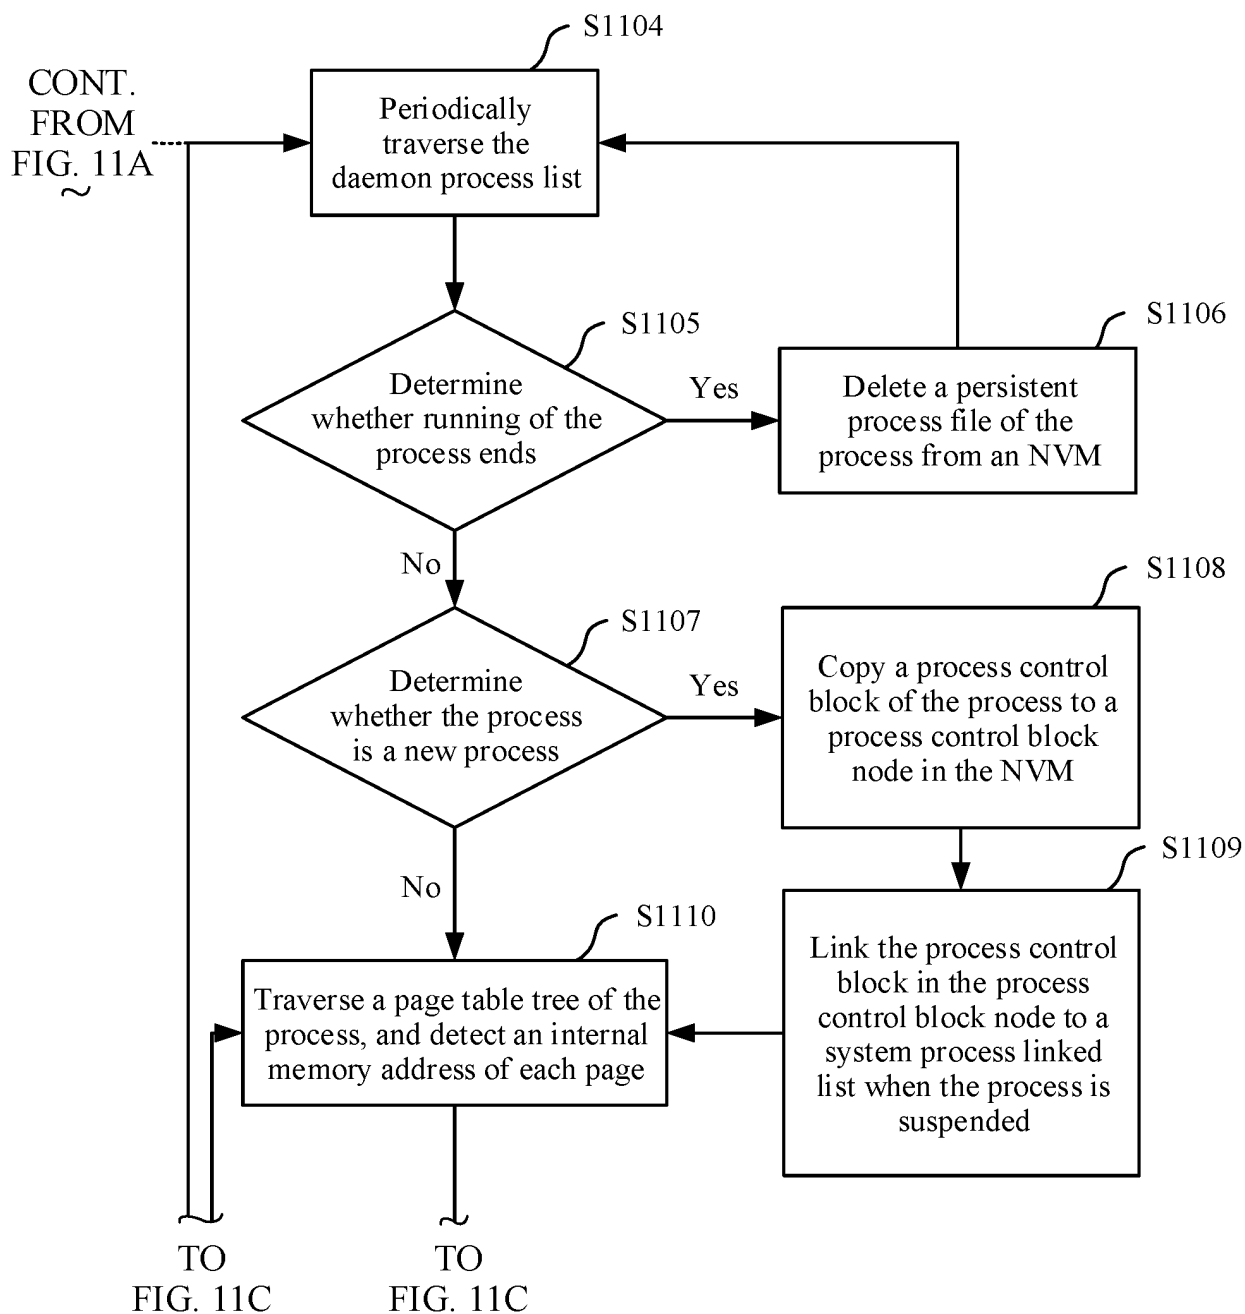 S1104
CONT.
FROM
FIG. 11A
Periodically
traverse the
daemon process list
S1105
Determine
whether running of the
process ends
Yes
S1106
Delete a persistent
process file of the
process from an NVM
No
S1107
Determine
whether the process
is a new process
Yes
S1108
Copy a process control
block of the process to a
process control block
node in the NVM
No
S1109
Link the process control
block in the process
control block node to a
system process linked
list when the process is
suspended
S1110
Traverse a page table tree of the
process, and detect an internal
memory address of each page
TO
FIG. 11C
TO
FIG. 11C